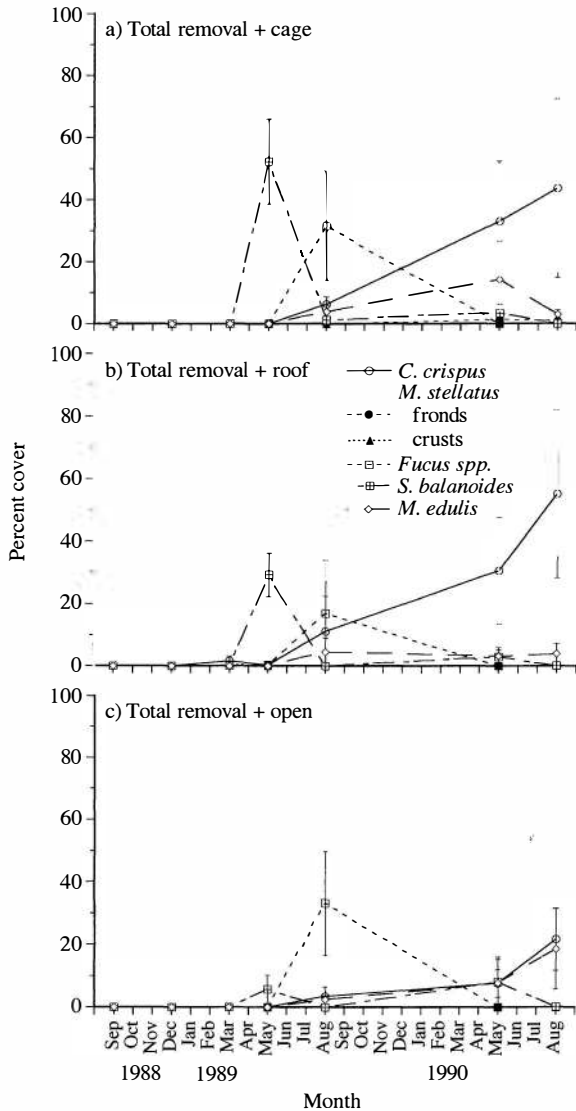 a) Total removal + cage
100
80
60
40
20
0
b) Total removal + roof
100
80
60
40
20
0
C. crispus
M. stellatus
fronds
crusts
Fucus spp.
S. balanoides
M. edulis
Percent cover
c) Total removal + open
100
80
60
40
20
0
Sep Oct Nov Dec Jan Feb Mar Apr May Jun Jul Aug Sep Oct Nov Dec Jan Feb Mar Apr May Jun Jul Aug
1988 1989 1990
Month